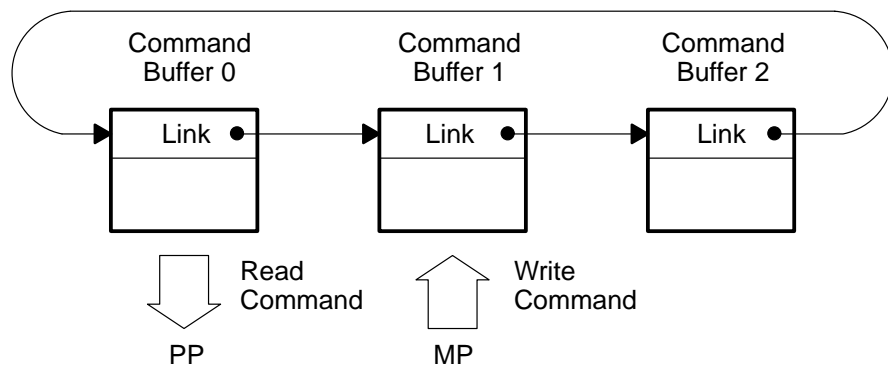 Command
Buffer 0
Command
Buffer 1
Command
Buffer 2
Link
Link
Link
Read
Command
Write
Command
PP
MP